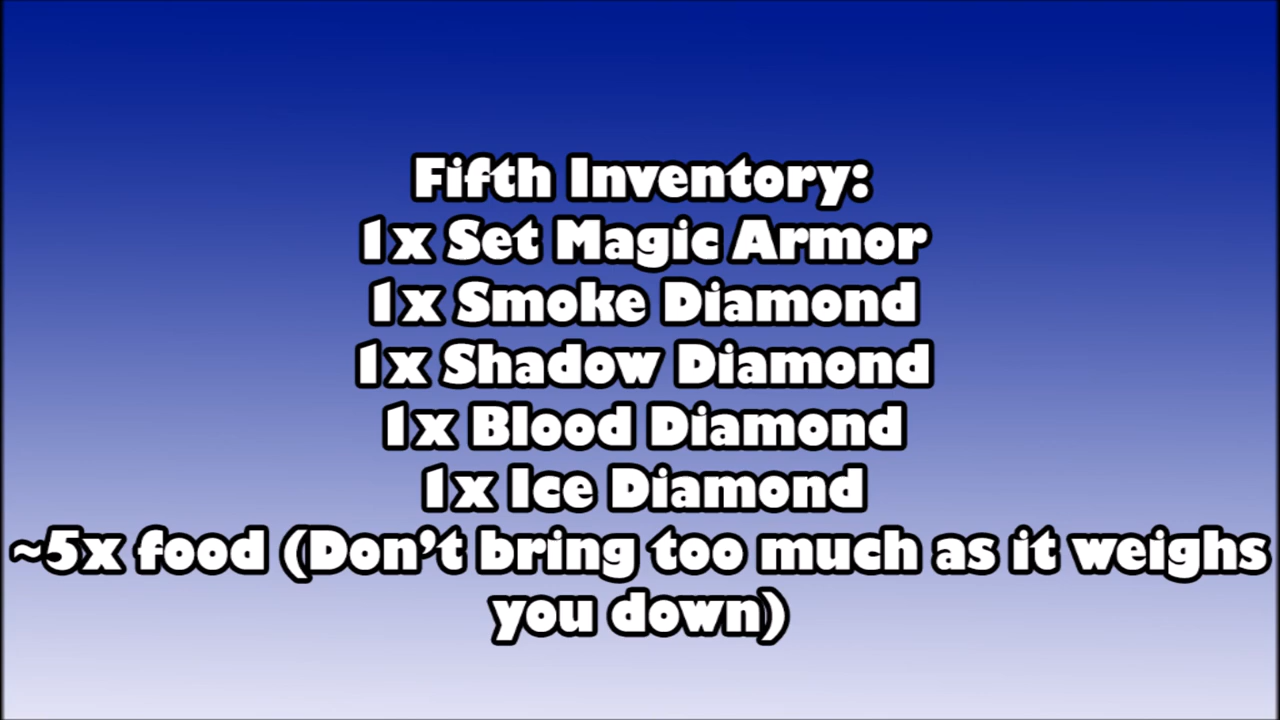 Fifth Inventory:
1x Set Magic Armor
1x Smoke Diamond
1x Shadow Diamond
1x Blood Diamond
1x Ice Diamond
~5x food (Don't bring too much as it weighs
you down)